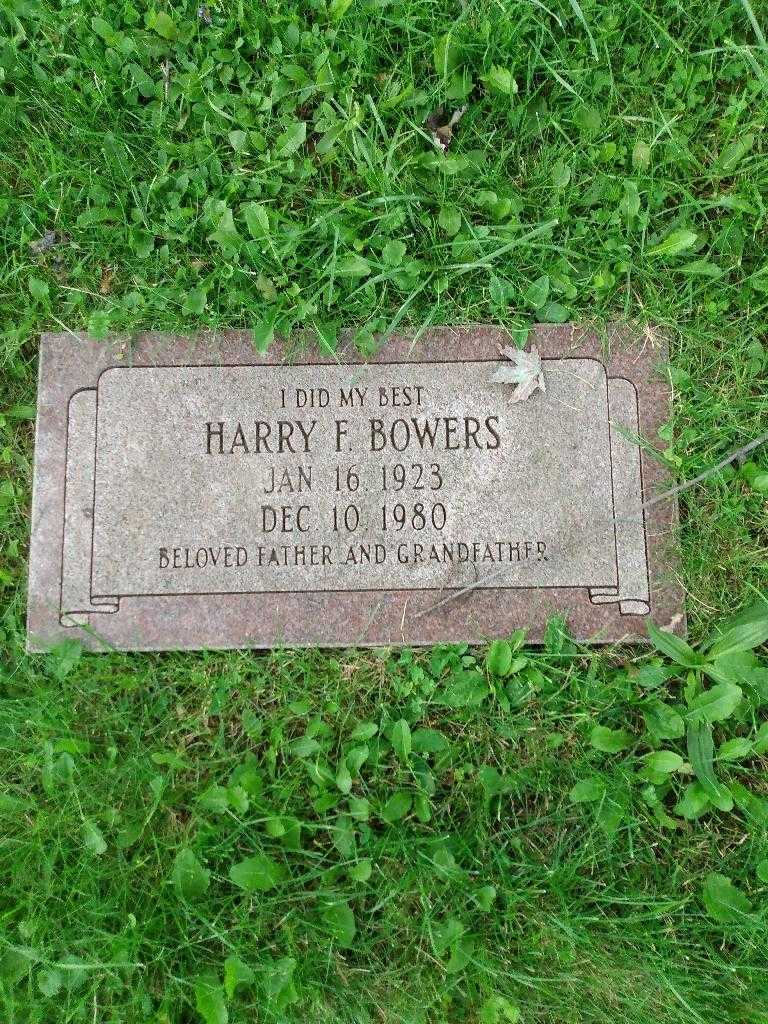 I DID MY BEST
HARRY F. BOWERS
JAN 16 1923
DEC 10 1980
BELOVED FATHER AND GRANDFATHER